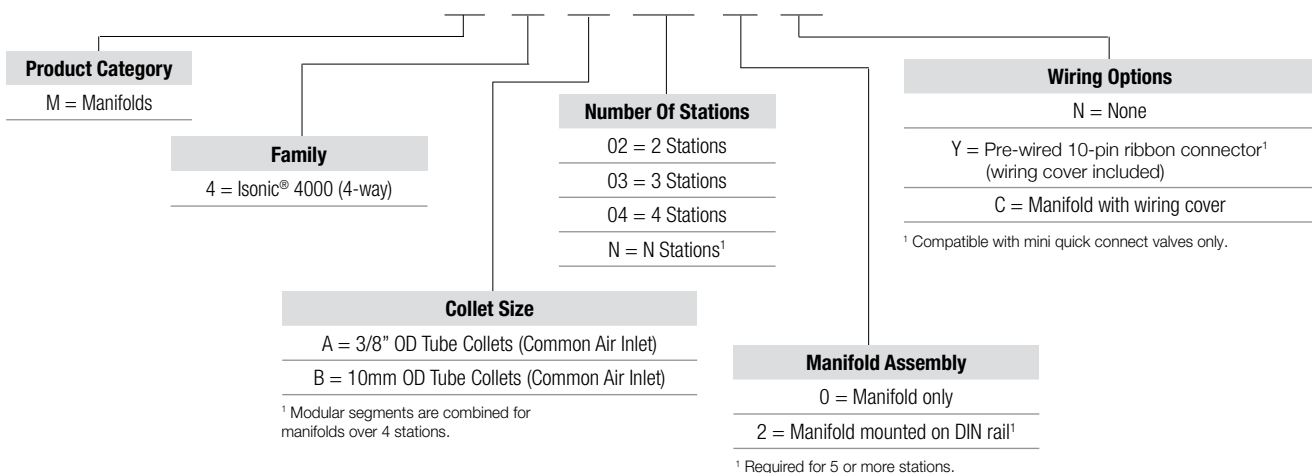 Product Category
M = Manifolds
Family
4 = Isonic® 4000 (4-way)
Collet Size
A = 3/8” OD Tube Collets (Common Air Inlet)
B = 10mm OD Tube Collets (Common Air Inlet)
¹ Modular segments are combined for
manifolds over 4 stations.
Number Of Stations
02 = 2 Stations
03 = 3 Stations
04 = 4 Stations
N = N Stations¹
Manifold Assembly
0 = Manifold only
2 = Manifold mounted on DIN rail¹
¹ Required for 5 or more stations.
Wiring Options
N = None
Y = Pre-wired 10-pin ribbon connector¹
(wiring cover included)
C = Manifold with wiring cover
¹ Compatible with mini quick connect valves only.